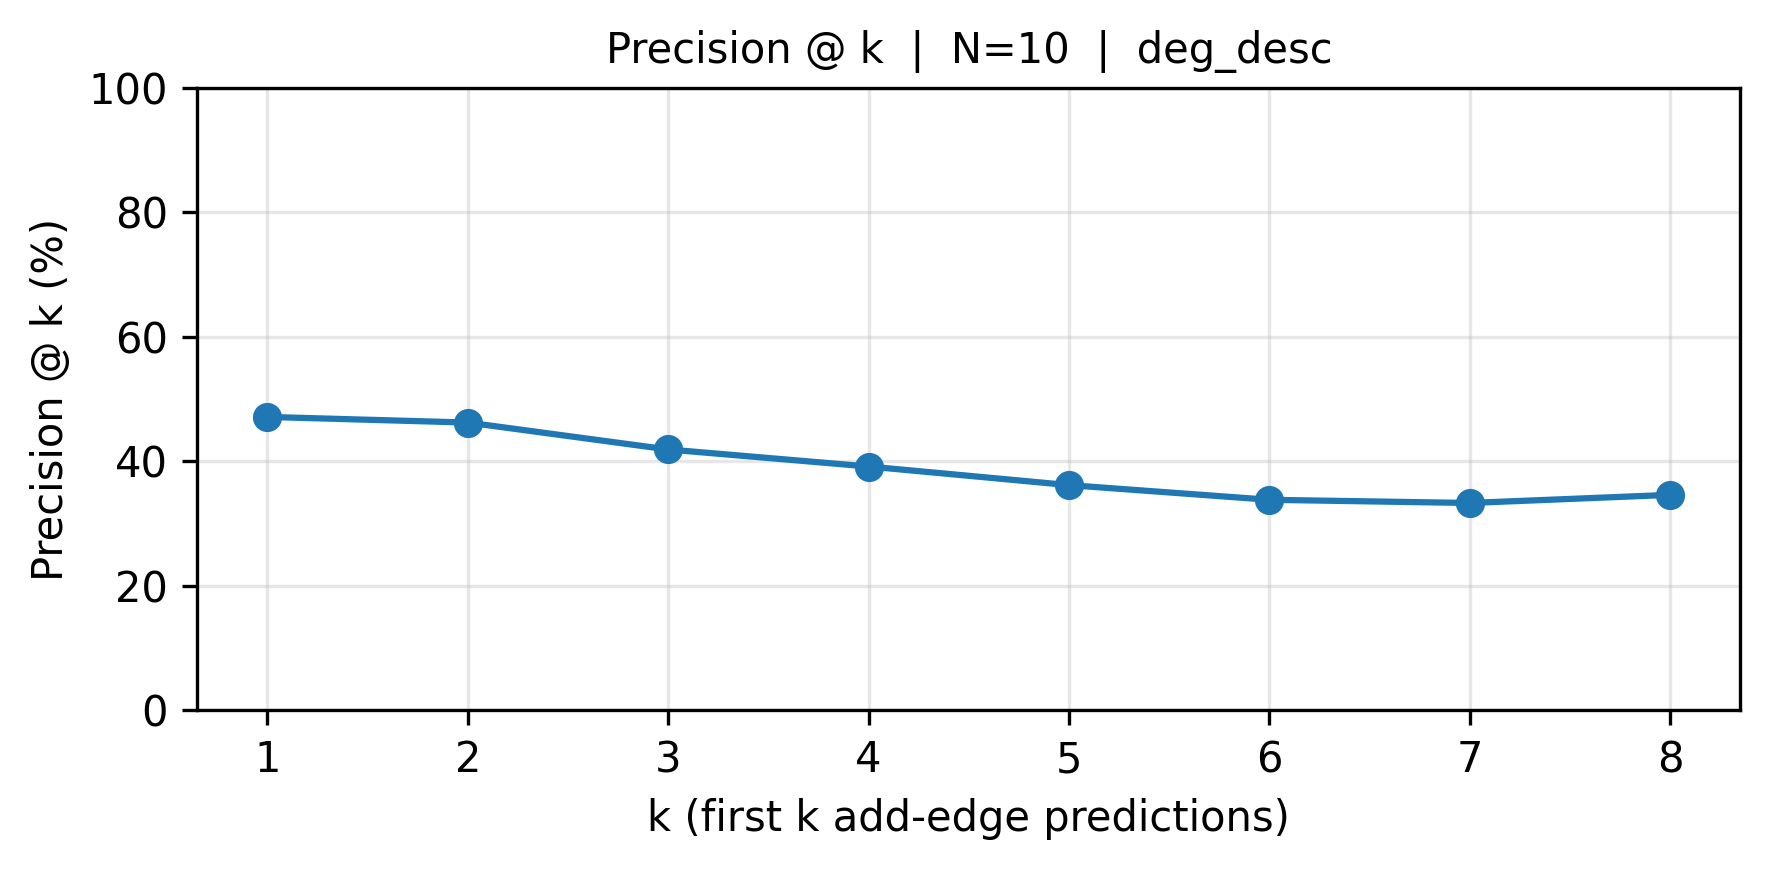 Precision @ k | N=10 | deg_desc
Precision @ k (%)
100
80
60
40
20
0
1 2 3 4 5 6 7 8
k (first k add-edge predictions)